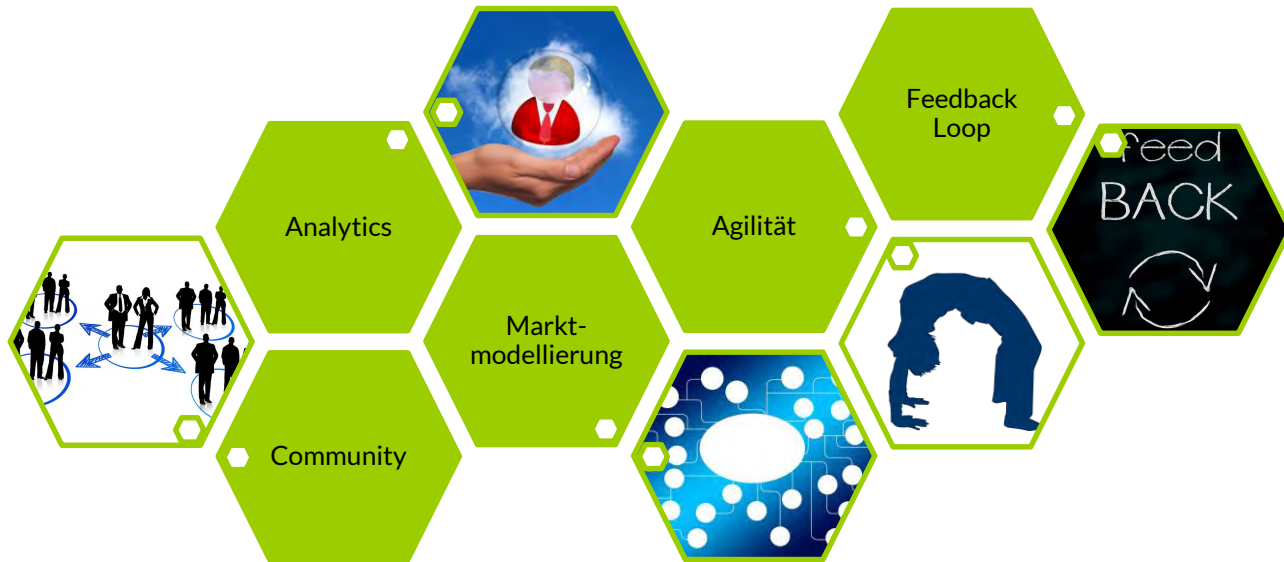 Feedback
Loop
feed
BACK
Analytics
Agilität
Markt-
modellierung
Community